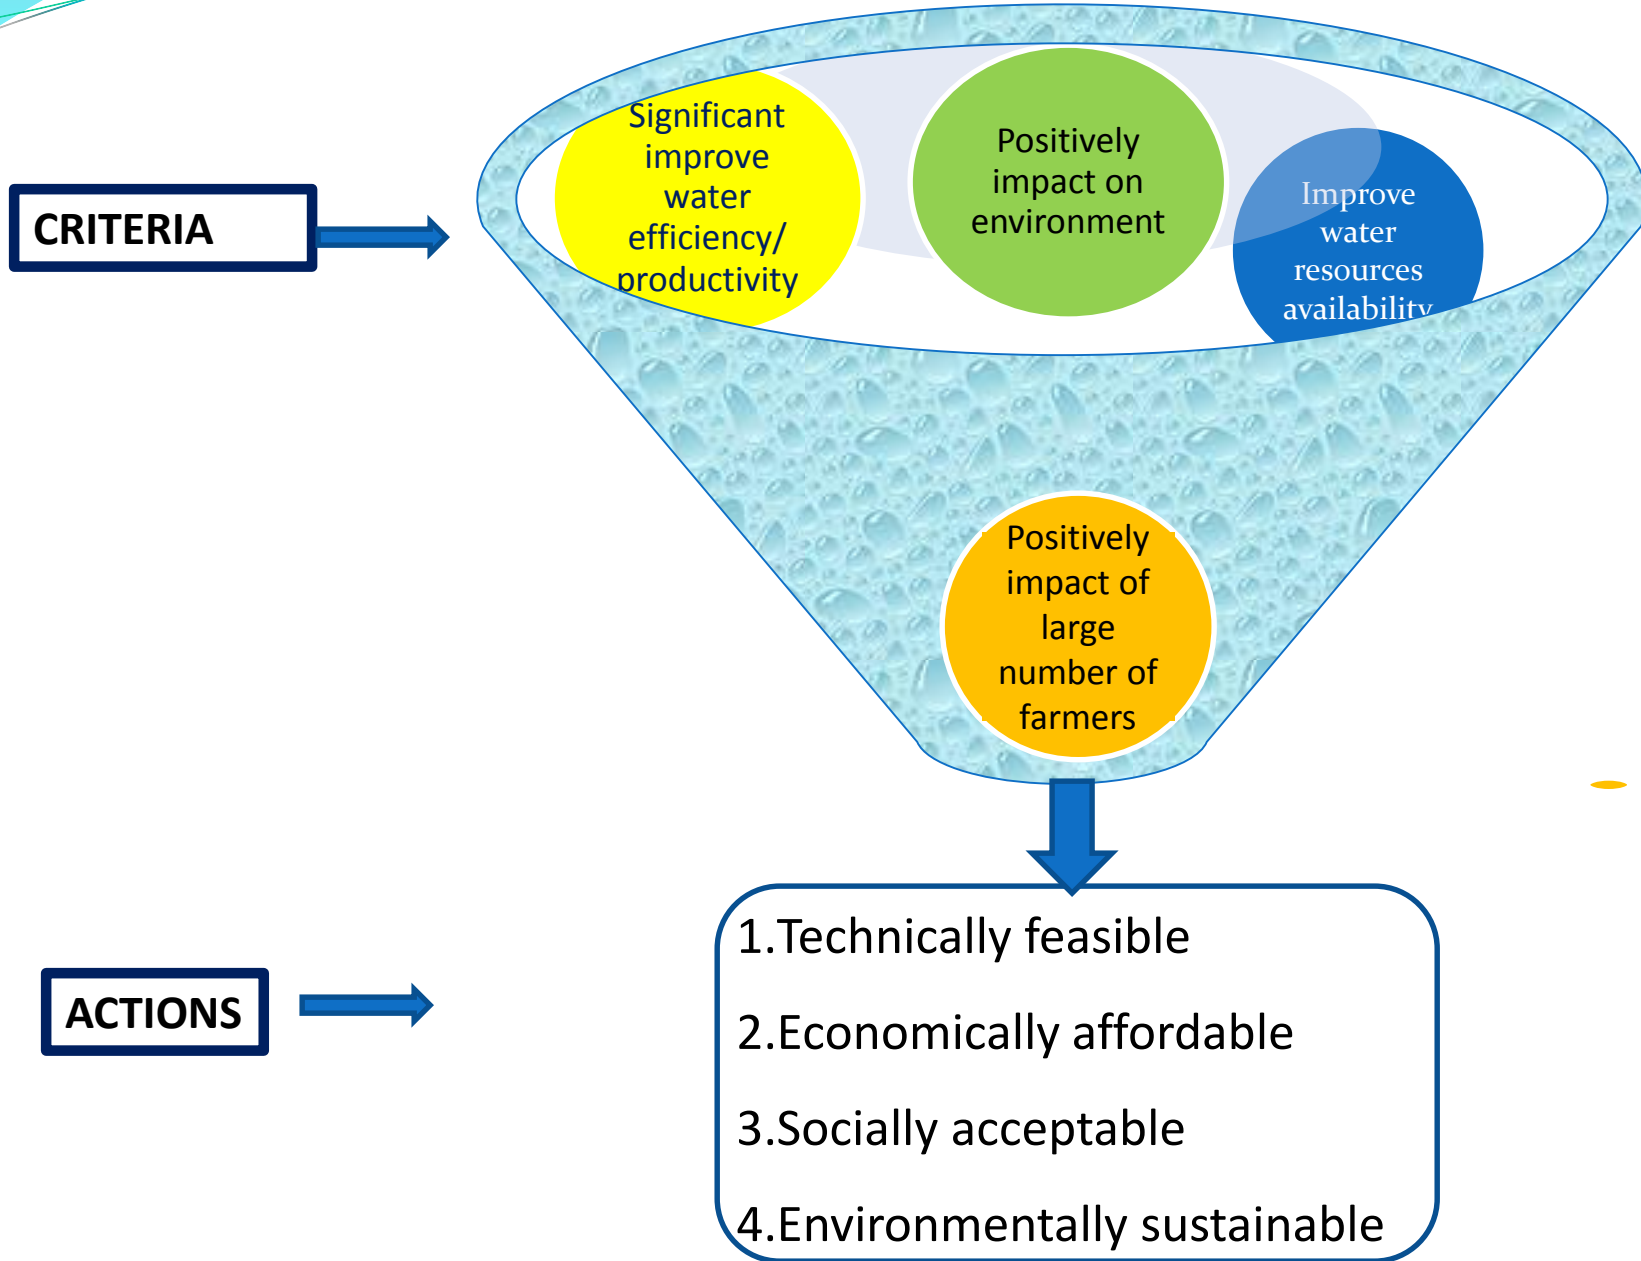 Significant
improve
water
efficiency/
productivity
Positively
impact on
environment
Improve
water
resources
availability
CRITERIA
Positively
impact of
large
number of
farmers
1.Technically feasible
2.Economically affordable
3.Socially acceptable
4.Environmentally sustainable
ACTIONS